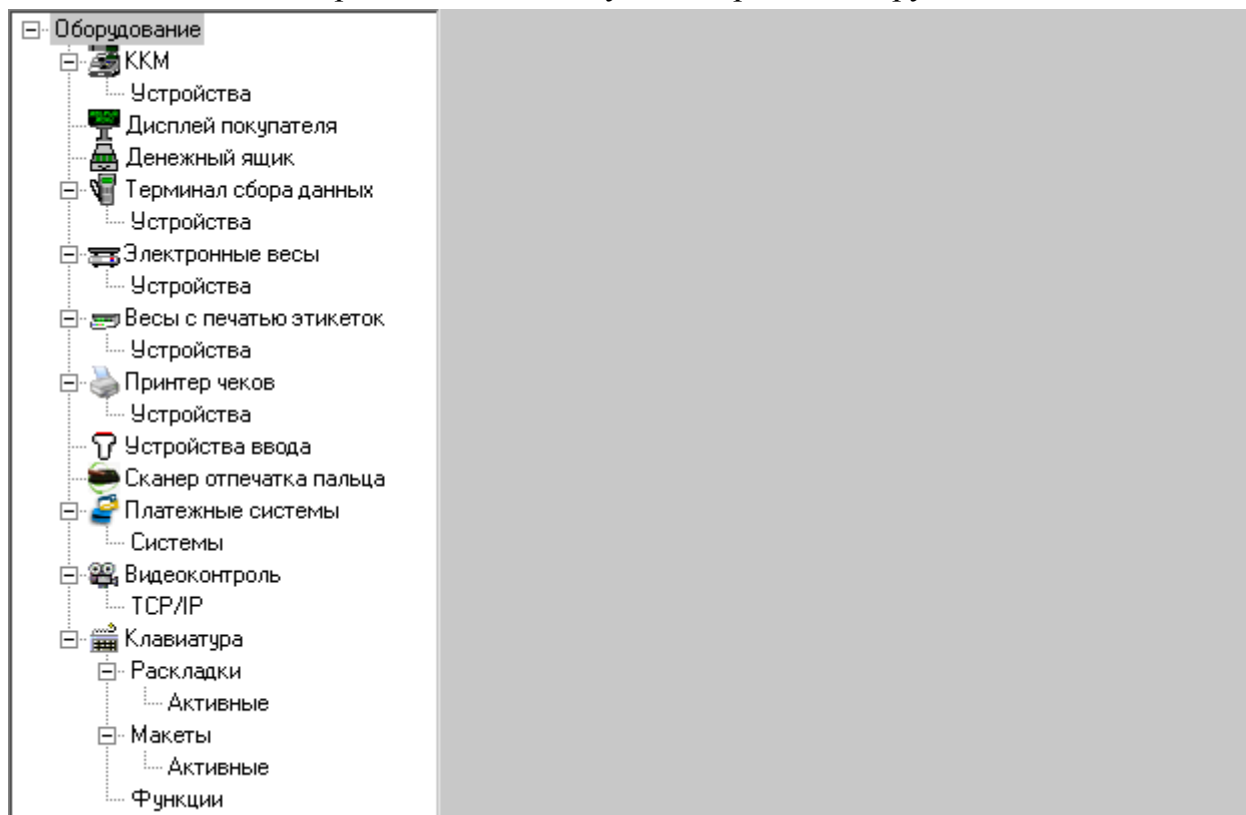 Оборудование
ККМ
Устройства
Дисплей покупателя
Денежный ящик
Терминал сбора данных
Устройства
Электронные весы
Устройства
Весы с печатью этикеток
Устройства
Принтер чеков
Устройства
Устройства ввода
Сканер отпечатка пальца
Платежные системы
Системы
Видеоконтроль
TCP/IP
Клавиатура
Раскладки
Активные
Макеты
Активные
Функции